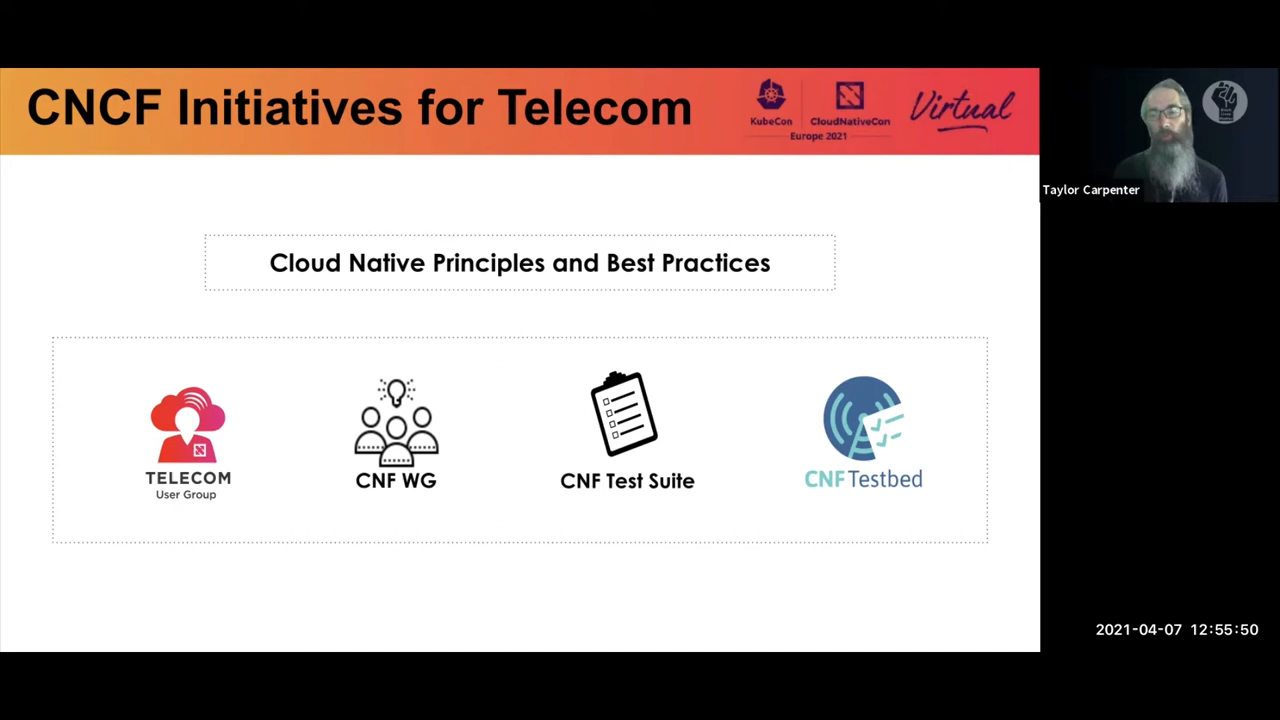 CNCF Initiatives for Telecom
KubeCon
CloudNativeCon
Europe 2021
Virtual
Taylor Carpenter
Cloud Native Principles and Best Practices
TELECOM
User Group
CNF WG
CNF Test Suite
CNF Testbed
2021-04-07 12:55:50